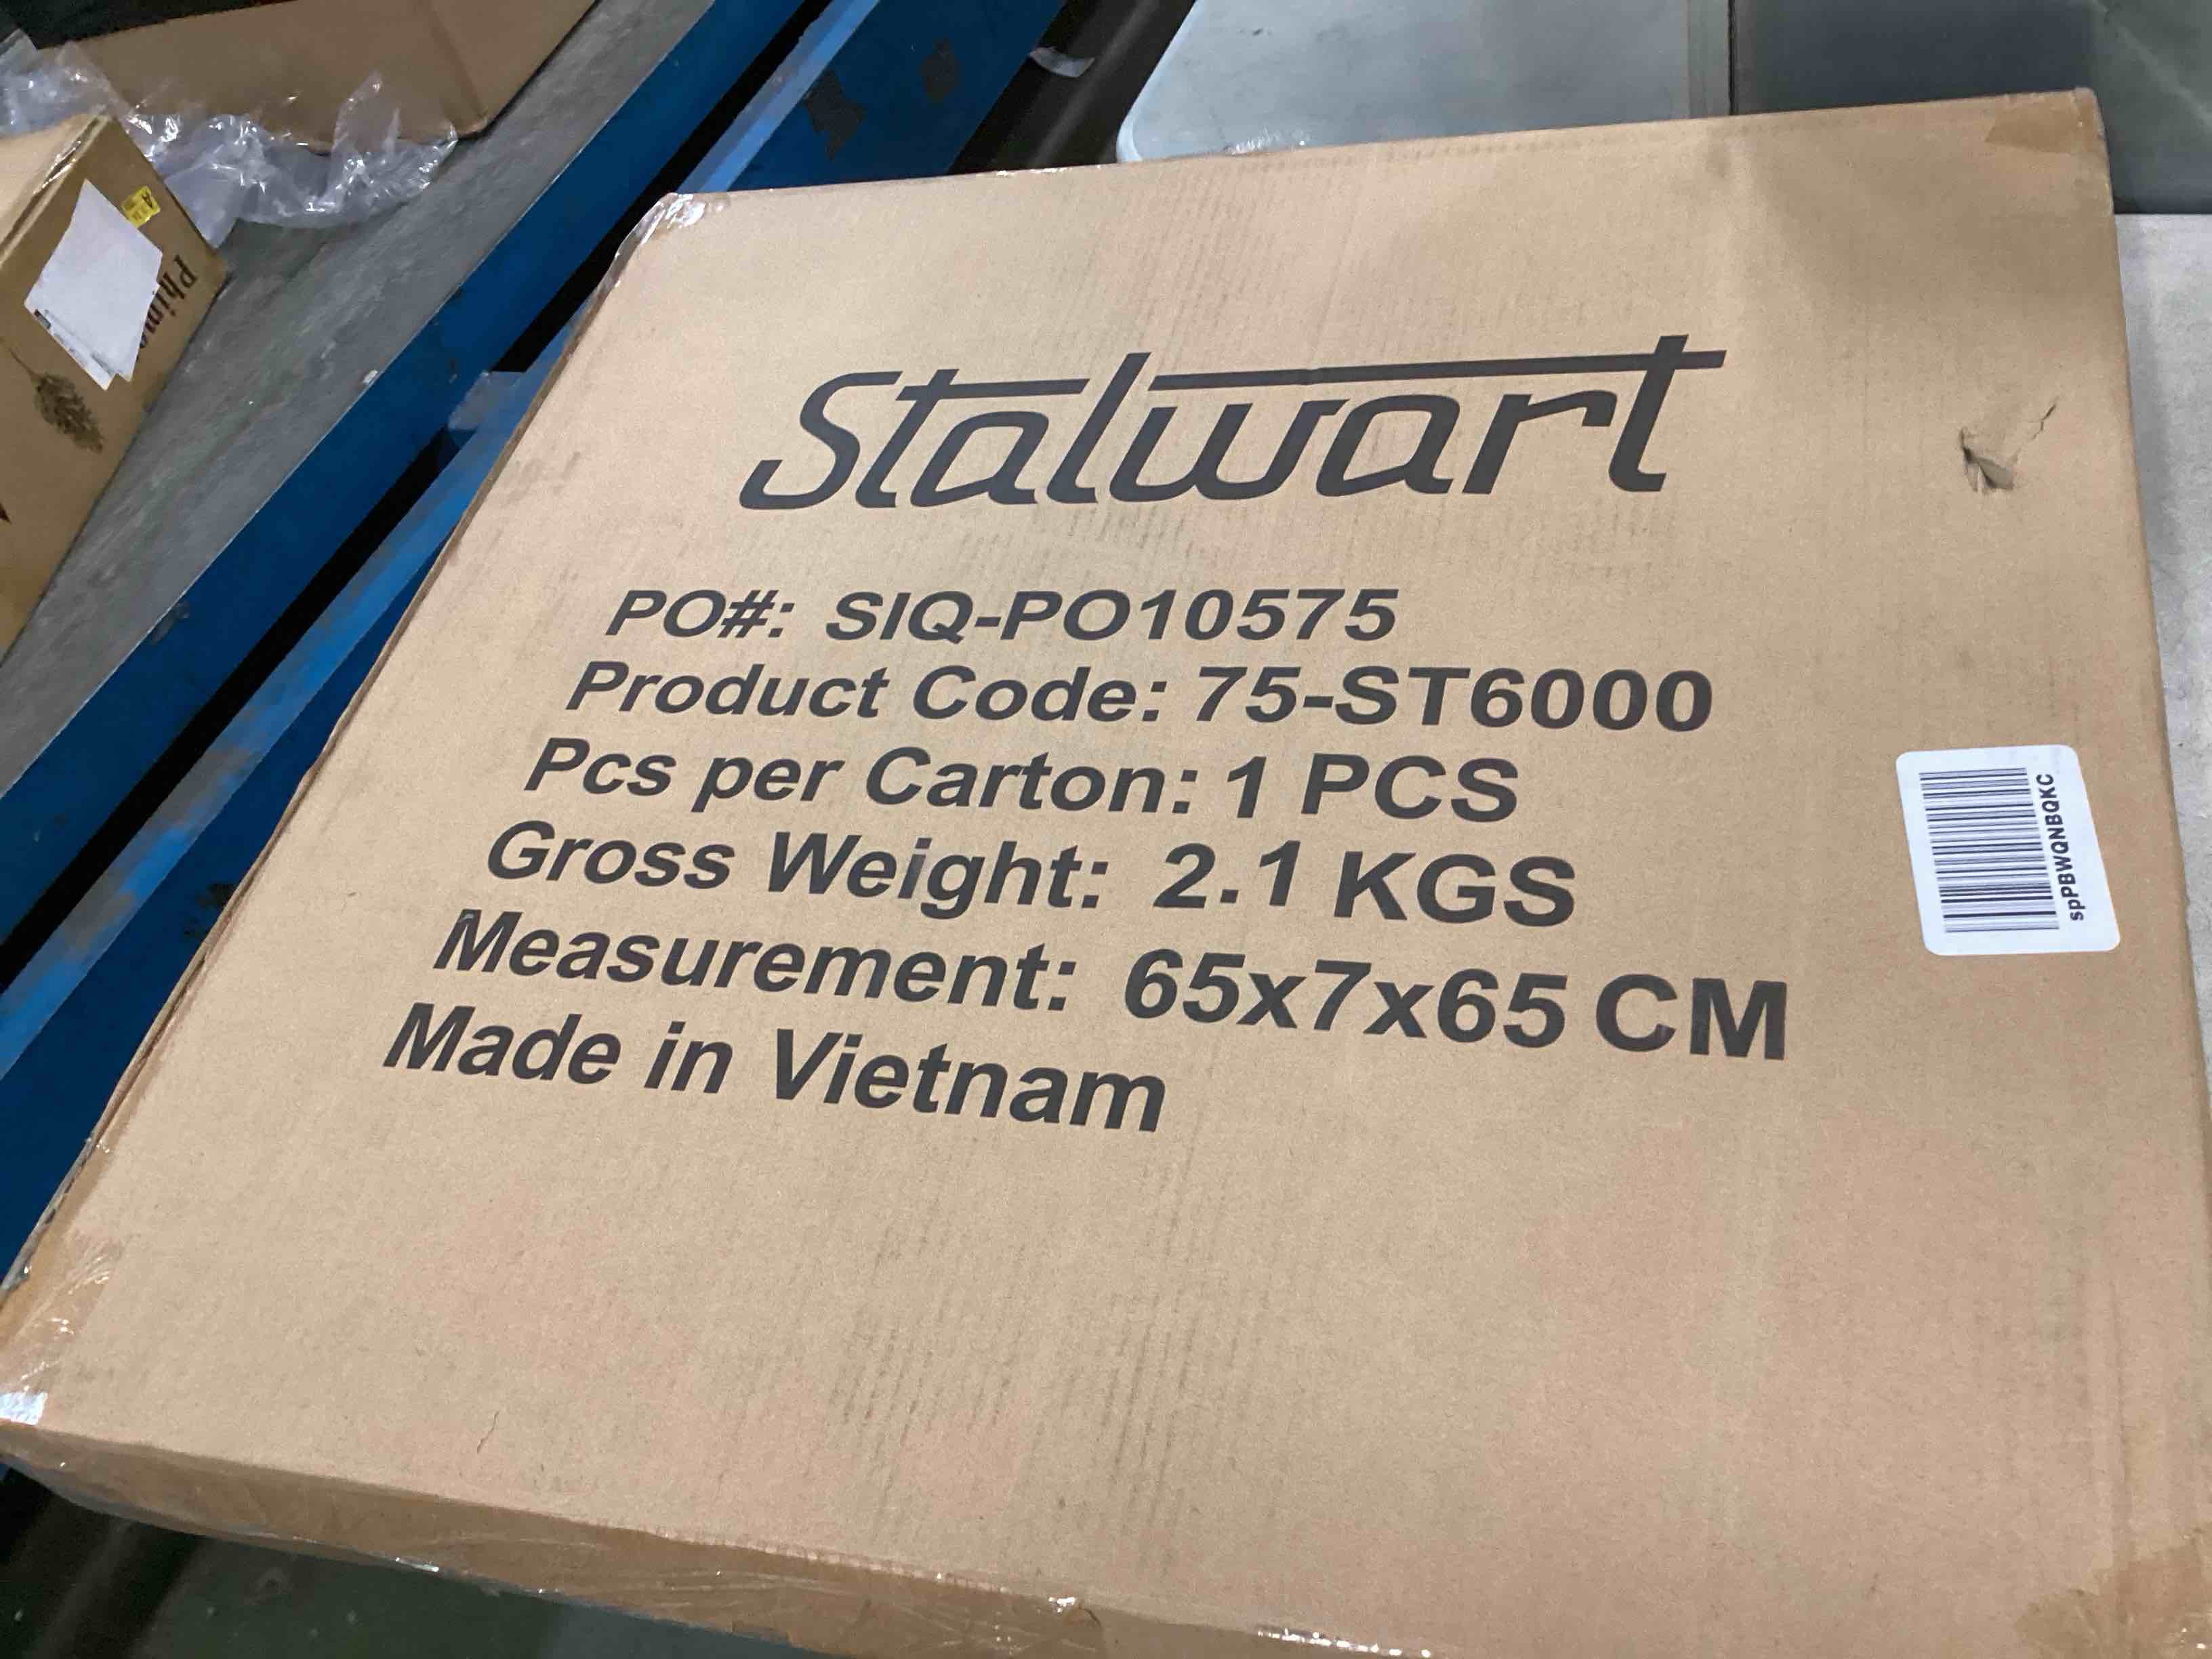 Stalwart
PO#: SIQ-PO10575
Product Code: 75-ST6000
Pcs per Carton: 1 PCS
Gross Weight: 2.1 KGS
Measurement: 65x7x65 CM
Made in Vietnam
spPBWQNBQKC